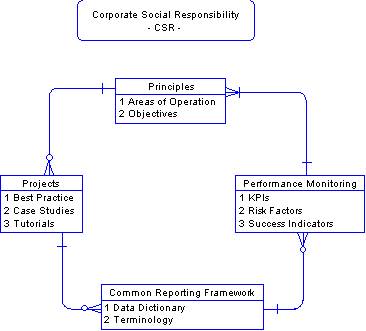 Corporate Social Responsibility
- CSR -
Principles
1 Areas of Operation
2 Objectives
Projects
1 Best Practice
2 Case Studies
3 Tutorials
Performance Monitoring
1 KPIs
2 Risk Factors
3 Success Indicators
Common Reporting Framework
1 Data Dictionary
2 Terminology